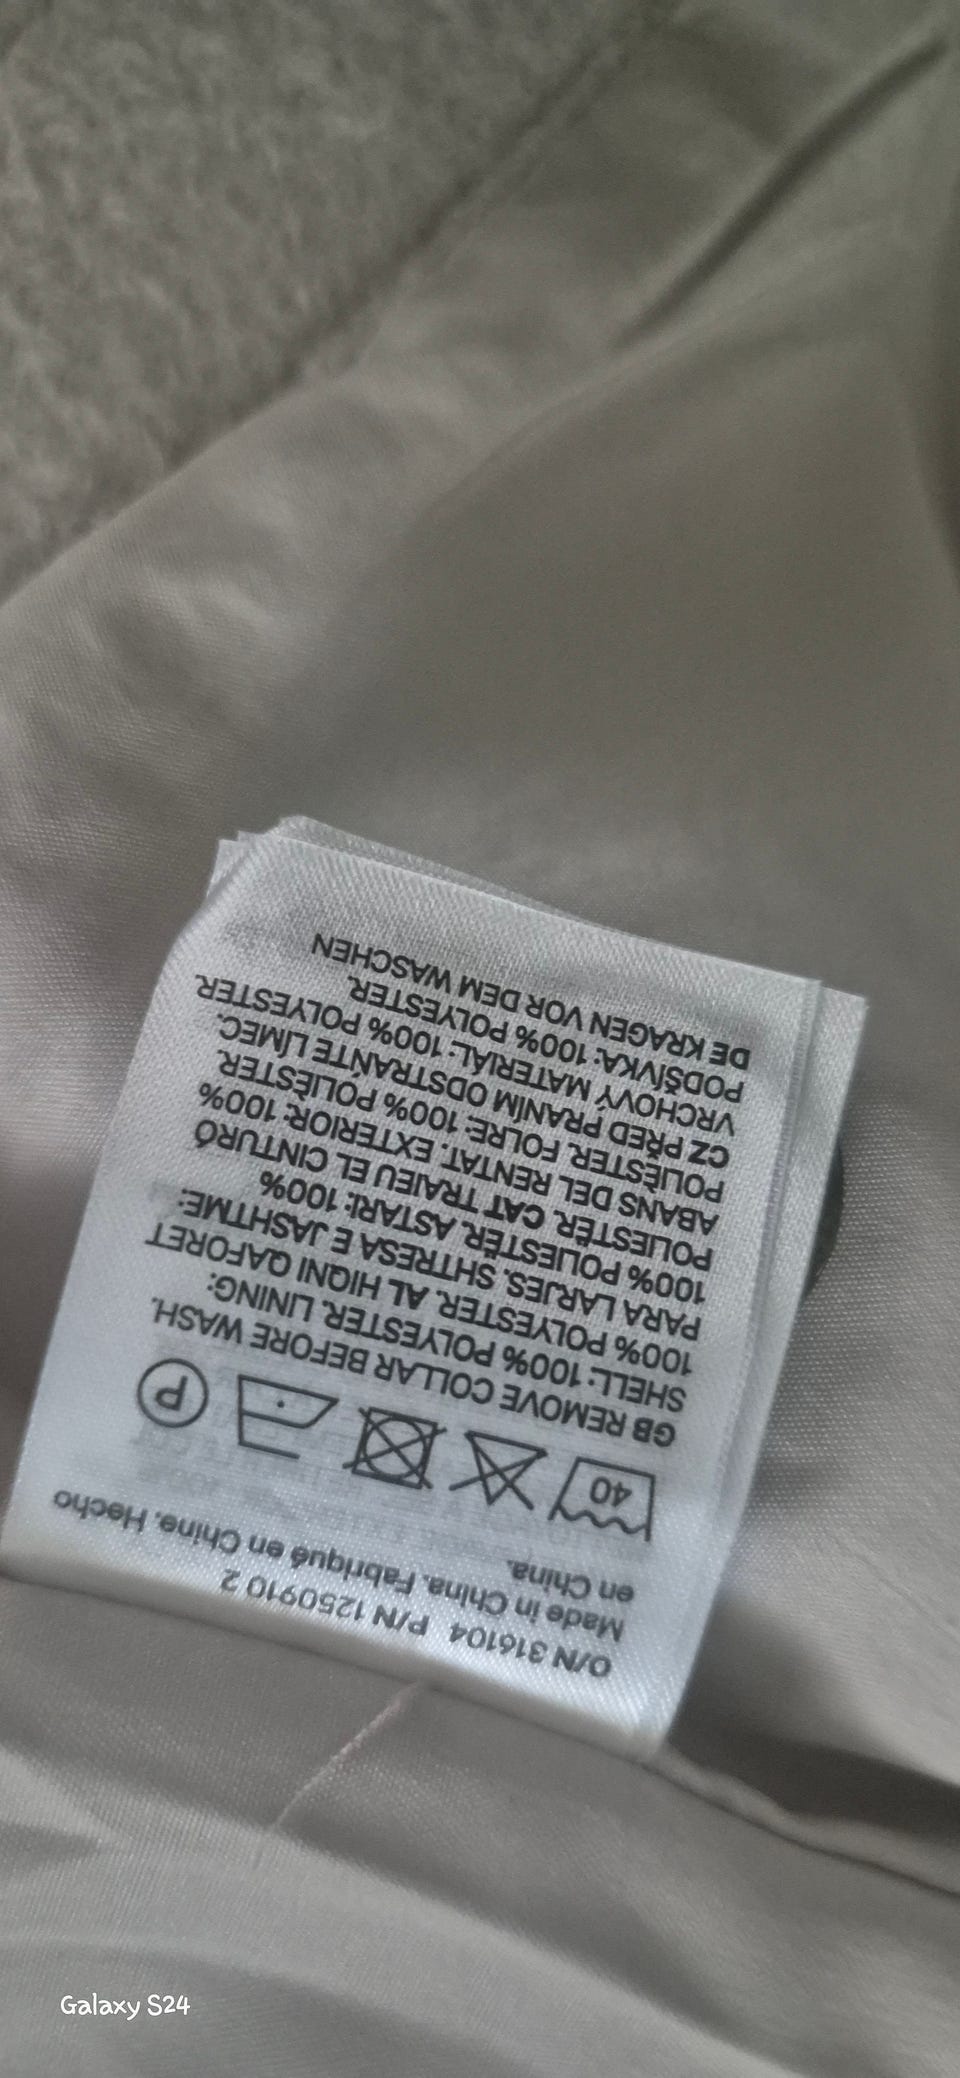 O/N 316104 P/N 1250910 2
Made in China. Fabriqué en Chine. Hecho
en China.
40
P
GB REMOVE COLLAR BEFORE WASH.
SHELL: 100% POLYESTER. LINING:
100% POLYESTER. AL HIQNI QAFORET
PARA LARJES. SHTRESA E JASHTME:
100% POLIESTËR. ASTARI: 100%
POLIESTËR. CAT TRAIEU EL CINTURÓ
ABANS DEL RENTAT. EXTERIOR: 100%
POLIÈSTER. FOLRE: 100% POLIÈSTER.
CZ PŘED PRANÍM ODSTRAŇTE LÍMEC.
VRCHOVÝ MATERIÁL: 100% POLYESTER.
PODŠÍVKA: 100% POLYESTER.
DE KRAGEN VOR DEM WASCHEN
Galaxy S24